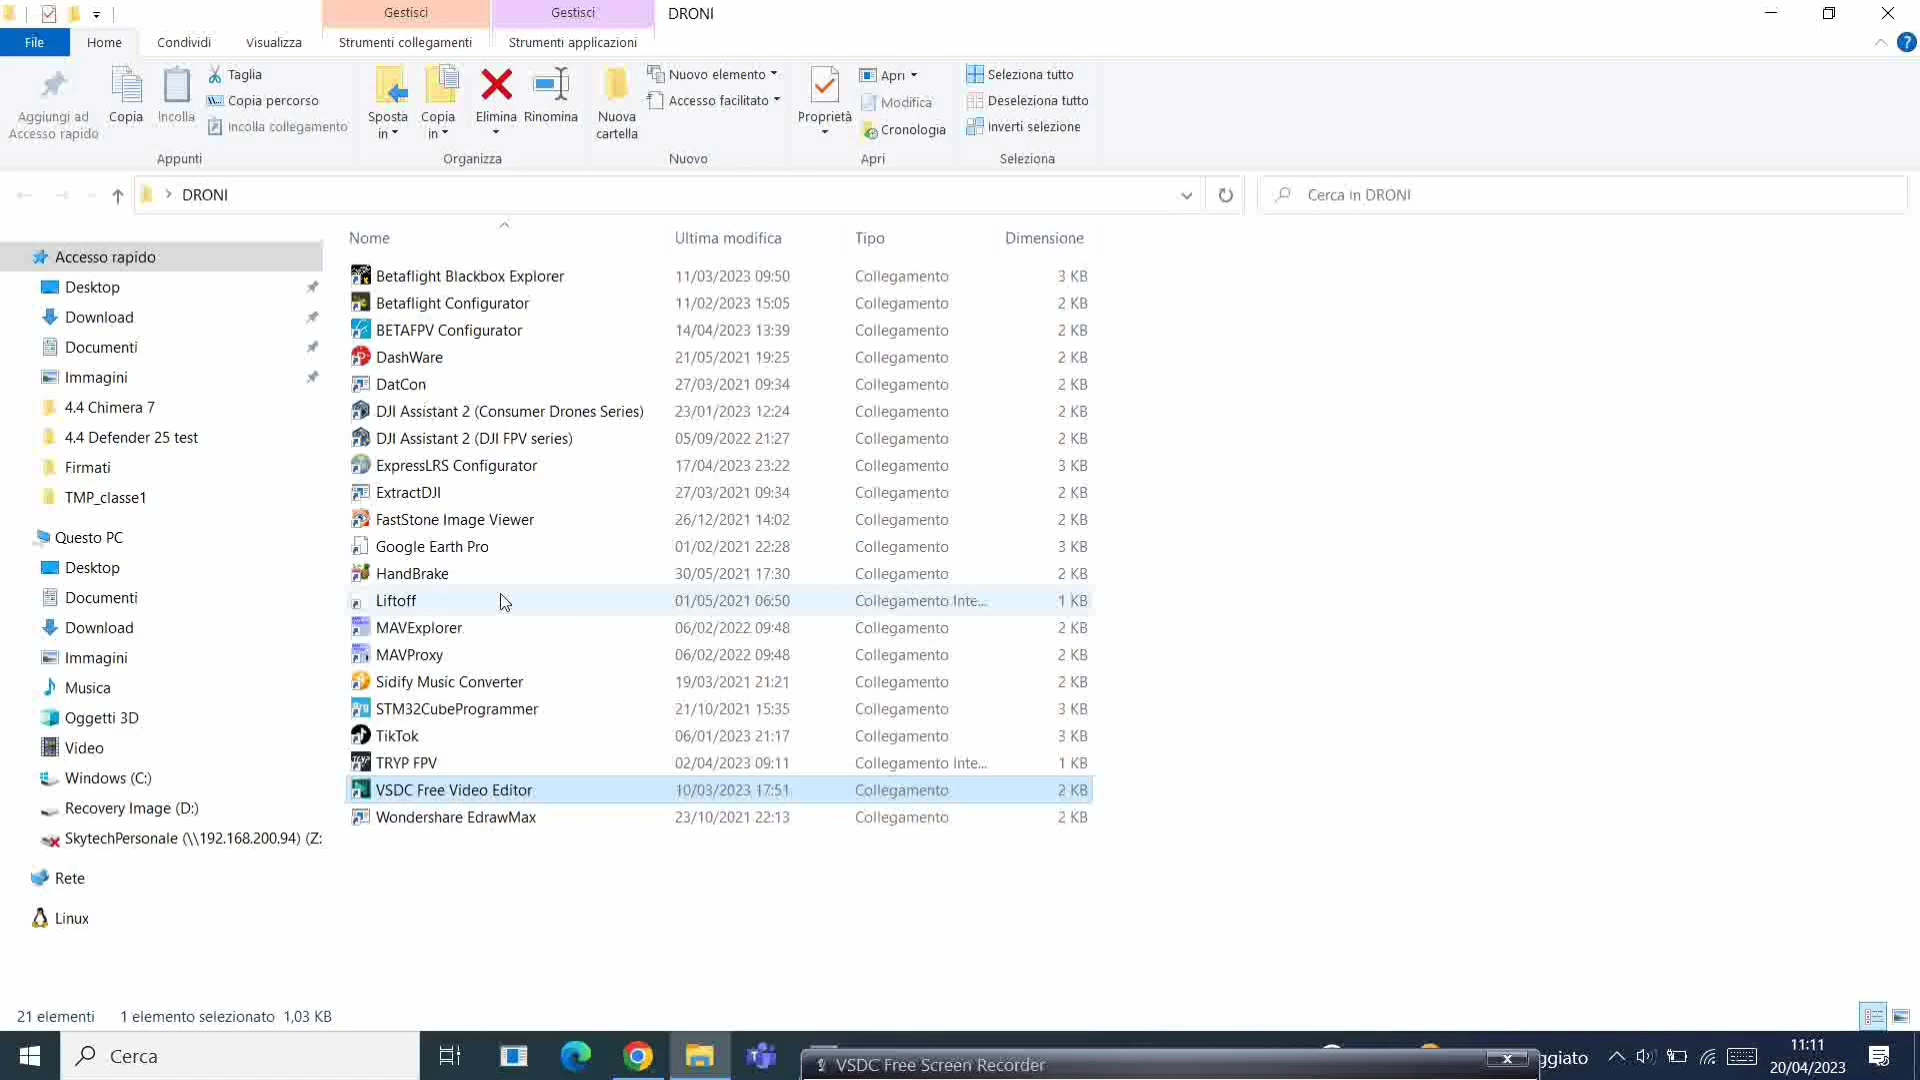 Gestisci
Gestisci
DRONI
File
Home
Condividi
Visualizza
Strumenti collegamenti
Strumenti applicazioni
Aggiungi ad
Accesso rapido
Copia
Incolla
Taglia
Copia percorso
Incolla collegamento
Appunti
Sposta
in
Copia
in
Elimina
Rinomina
Organizza
Nuova
cartella
Nuovo elemento
Accesso facilitato
Nuovo
Proprietà
Apri
Modifica
Cronologia
Apri
Seleziona tutto
Deseleziona tutto
Inverti selezione
Seleziona
DRONI
Cerca in DRONI
Accesso rapido
Desktop
Download
Documenti
Immagini
4.4 Chimera 7
4.4 Defender 25 test
Firmati
TMP_classe1
Questo PC
Desktop
Documenti
Download
Immagini
Musica
Oggetti 3D
Video
Windows (C:)
Recovery Image (D:)
SkytechPersonale (\\192.168.200.94) (Z:
Rete
Linux
Nome Ultima modifica Tipo Dimensione
Betaflight Blackbox Explorer 11/03/2023 09:50 Collegamento 3 KB
Betaflight Configurator 11/02/2023 15:05 Collegamento 2 KB
BETAFPV Configurator 14/04/2023 13:39 Collegamento 2 KB
DashWare 21/05/2021 19:25 Collegamento 2 KB
DatCon 27/03/2021 09:34 Collegamento 2 KB
DJI Assistant 2 (Consumer Drones Series) 23/01/2023 12:24 Collegamento 2 KB
DJI Assistant 2 (DJI FPV series) 05/09/2022 21:27 Collegamento 2 KB
ExpressLRS Configurator 17/04/2023 23:22 Collegamento 3 KB
ExtractDJI 27/03/2021 09:34 Collegamento 2 KB
FastStone Image Viewer 26/12/2021 14:02 Collegamento 2 KB
Google Earth Pro 01/02/2021 22:28 Collegamento 3 KB
HandBrake 30/05/2021 17:30 Collegamento 2 KB
Liftoff 01/05/2021 06:50 Collegamento Inte... 1 KB
MAVExplorer 06/02/2022 09:48 Collegamento 2 KB
MAVProxy 06/02/2022 09:48 Collegamento 2 KB
Sidify Music Converter 19/03/2021 21:21 Collegamento 2 KB
STM32CubeProgrammer 21/10/2021 15:35 Collegamento 3 KB
TikTok 06/01/2023 21:17 Collegamento 3 KB
TRYP FPV 02/04/2023 09:11 Collegamento Inte... 1 KB
VSDC Free Video Editor 10/03/2023 17:51 Collegamento 2 KB
Wondershare EdrawMax 23/10/2021 22:13 Collegamento 2 KB
21 elementi 1 elemento selezionato 1,03 KB
Cerca
VSDC Free Screen Recorder
x
ggiato
11:11
20/04/2023